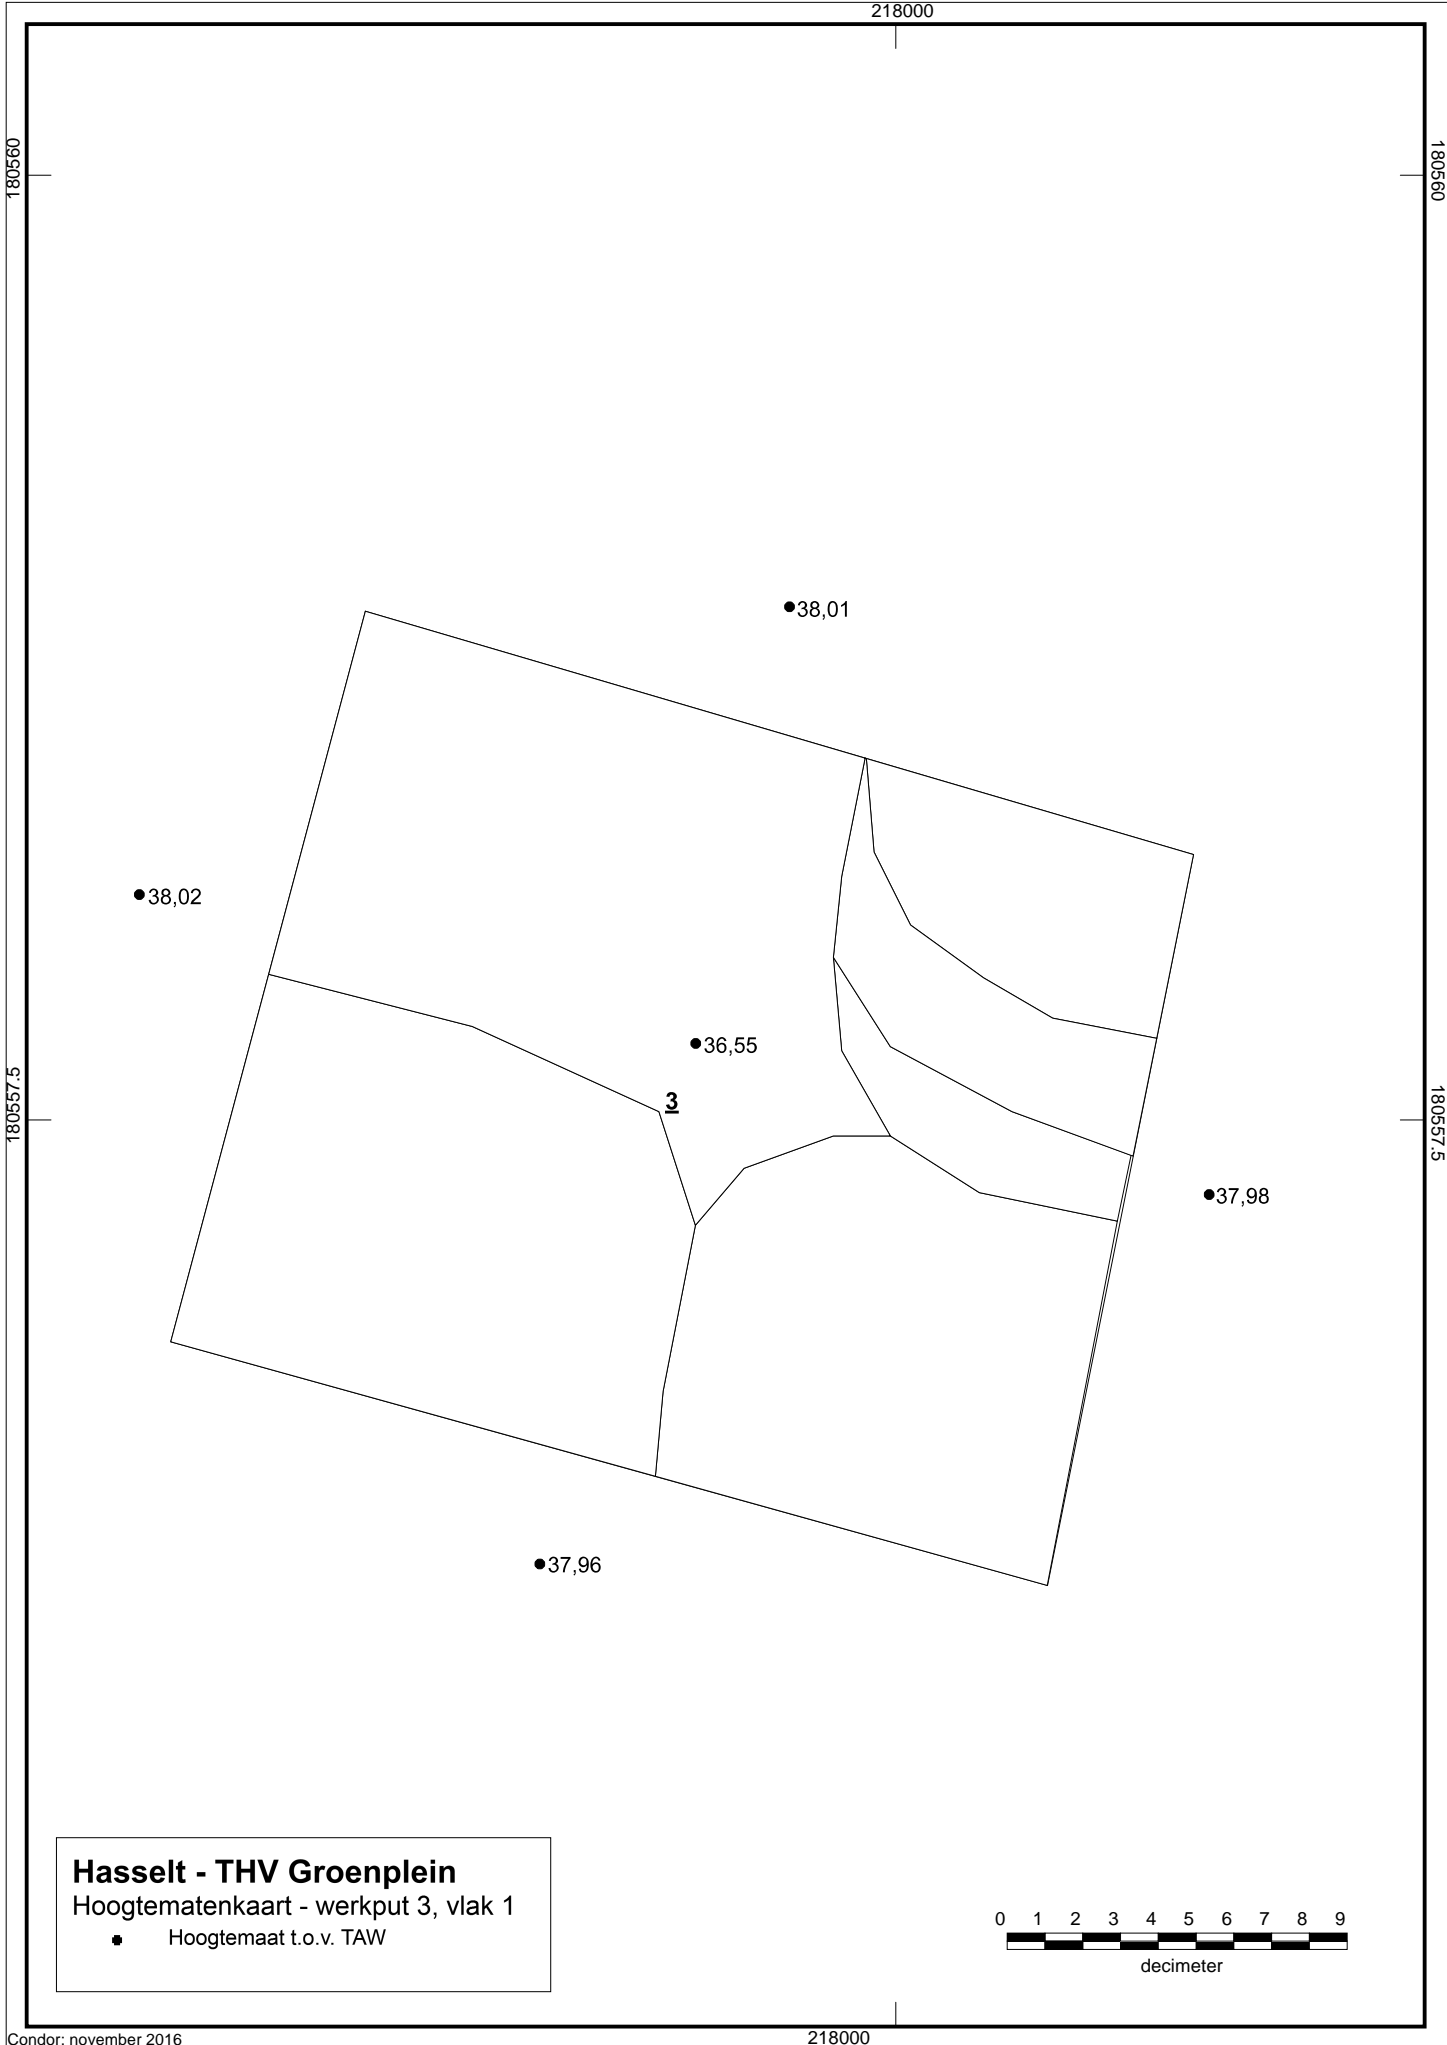 218000
180560
180560
38,01
38,02
36,55
3
180557.5
180557.5
37,98
37,96
Hasselt - THV Groenplein
Hoogtematenkaart - werkput 3, vlak 1
Hoogtemaat t.o.v. TAW
0 1 2 3 4 5 6 7 8 9
decimeter
Condor: november 2016
218000